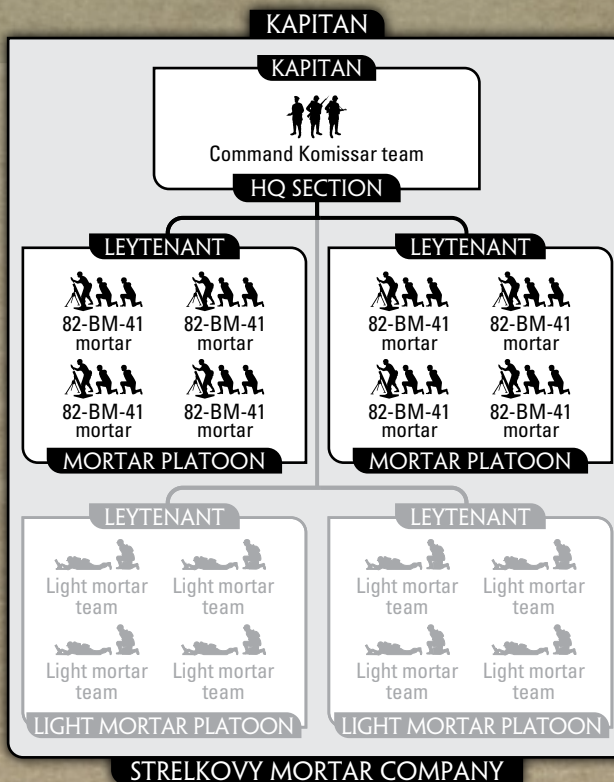 KAPITAN
KAPITAN
Command Komissar team
HQ SECTION
LEYTENANT
82-BM-41
mortar
82-BM-41
mortar
82-BM-41
mortar
82-BM-41
mortar
MORTAR PLATOON
LEYTENANT
82-BM-41
mortar
82-BM-41
mortar
82-BM-41
mortar
82-BM-41
mortar
MORTAR PLATOON
LEYTENANT
Light mortar
team
Light mortar
team
Light mortar
team
Light mortar
team
LIGHT MORTAR PLATOON
LEYTENANT
Light mortar
team
Light mortar
team
Light mortar
team
Light mortar
team
LIGHT MORTAR PLATOON
STRELKOVY MORTAR COMPANY